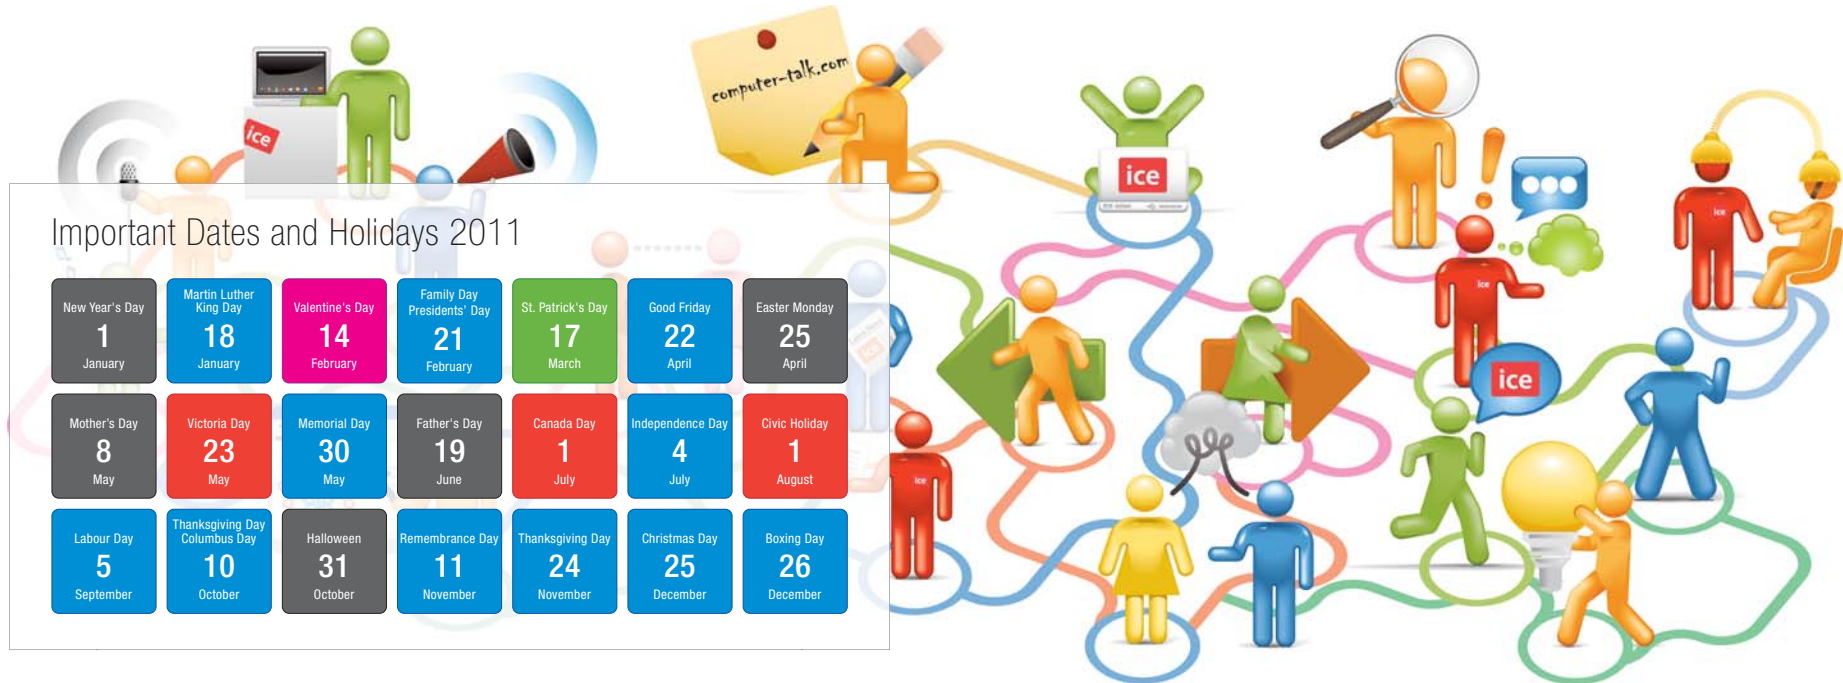 computer-talk.com
ice
ice
Important Dates and Holidays 2011
New Year's Day
1
January
Martin Luther
King Day
18
January
Valentine's Day
14
February
Family Day
Presidents' Day
21
February
St. Patrick's Day
17
March
Good Friday
22
April
Easter Monday
25
April
Mother's Day
8
May
Victoria Day
23
May
Memorial Day
30
May
Father's Day
19
June
Canada Day
1
July
Independence Day
4
July
Civic Holiday
1
August
Labour Day
5
September
Thanksgiving Day
Columbus Day
10
October
Halloween
31
October
Remembrance Day
11
November
Thanksgiving Day
24
November
Christmas Day
25
December
Boxing Day
26
December
ice
ice
ice
ice
ice
ice